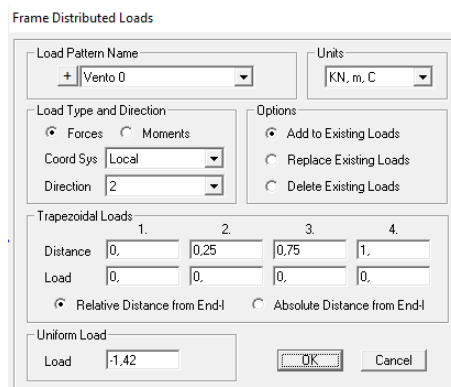 Frame Distributed Loads
Load Pattern Name
+ Vento 0
Units
KN, m, C
Load Type and Direction
Forces Moments
Coord Sys Local
Direction 2
Options
Add to Existing Loads
Replace Existing Loads
Delete Existing Loads
Trapezoidal Loads
1. 2. 3. 4.
Distance 0, 0,25 0,75 1,
Load 0, 0, 0, 0,
Relative Distance from End-I Absolute Distance from End-I
Uniform Load
Load -1,42
OK Cancel